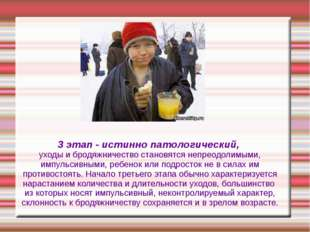 3 этап - истинно патологический,
уходы и бродяжничество становятся непреодолимыми,
импульсивными, ребенок или подросток не в силах им
противостоять. Начало третьего этапа обычно характеризуется
нарастанием количества и длительности уходов, большинство
из которых носят импульсивный, неконтролируемый характер,
склонность к бродяжничеству сохраняется и в зрелом возрасте.